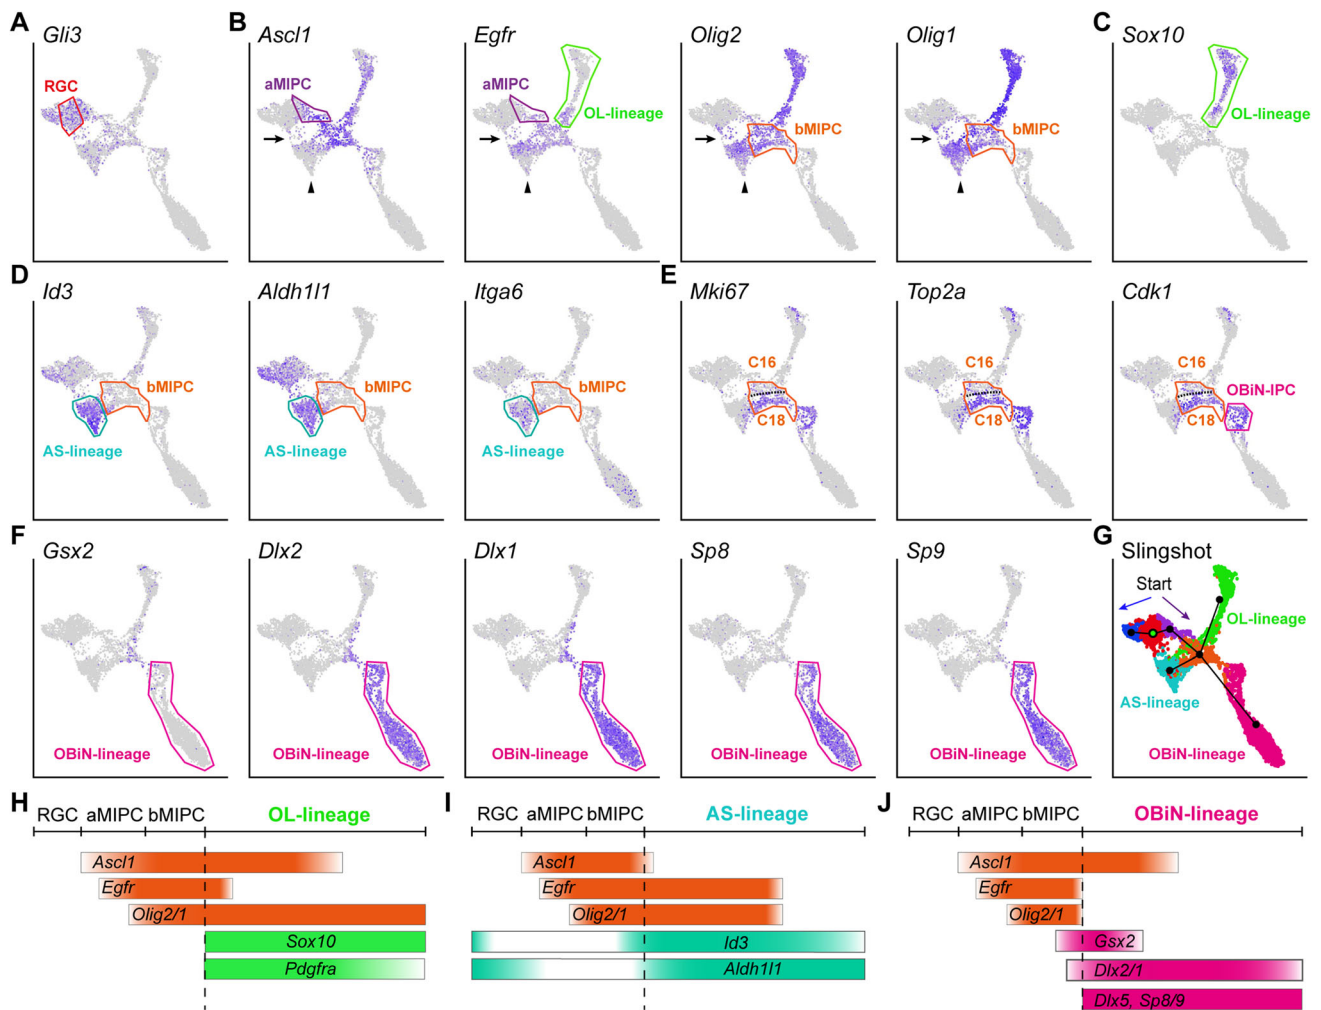 A
Gli3
RGC
B
Ascl1
aMIPC
Egfr
aMIPC
OL-lineage
Olig2
bMIPC
Olig1
bMIPC
C
Sox10
OL-lineage
D
Id3
bMIPC
AS-lineage
Aldh1l1
bMIPC
AS-lineage
Itga6
bMIPC
AS-lineage
E
Mki67
C16
C18
Top2a
C16
C18
Cdk1
C16
OBiN-IPC
C18
F
Gsx2
OBiN-lineage
Dlx2
OBiN-lineage
Dlx1
OBiN-lineage
Sp8
OBiN-lineage
Sp9
OBiN-lineage
G
Slingshot
Start
OL-lineage
AS-lineage
OBiN-lineage
H
RGC aMIPC bMIPC OL-lineage
Ascl1
Egfr
Olig2/1
Sox10
Pdgfra
I
RGC aMIPC bMIPC AS-lineage
Ascl1
Egfr
Olig2/1
Id3
Aldh1l1
J
RGC aMIPC bMIPC OBiN-lineage
Ascl1
Egfr
Olig2/1
Gsx2
Dlx2/1
Dlx5, Sp8/9